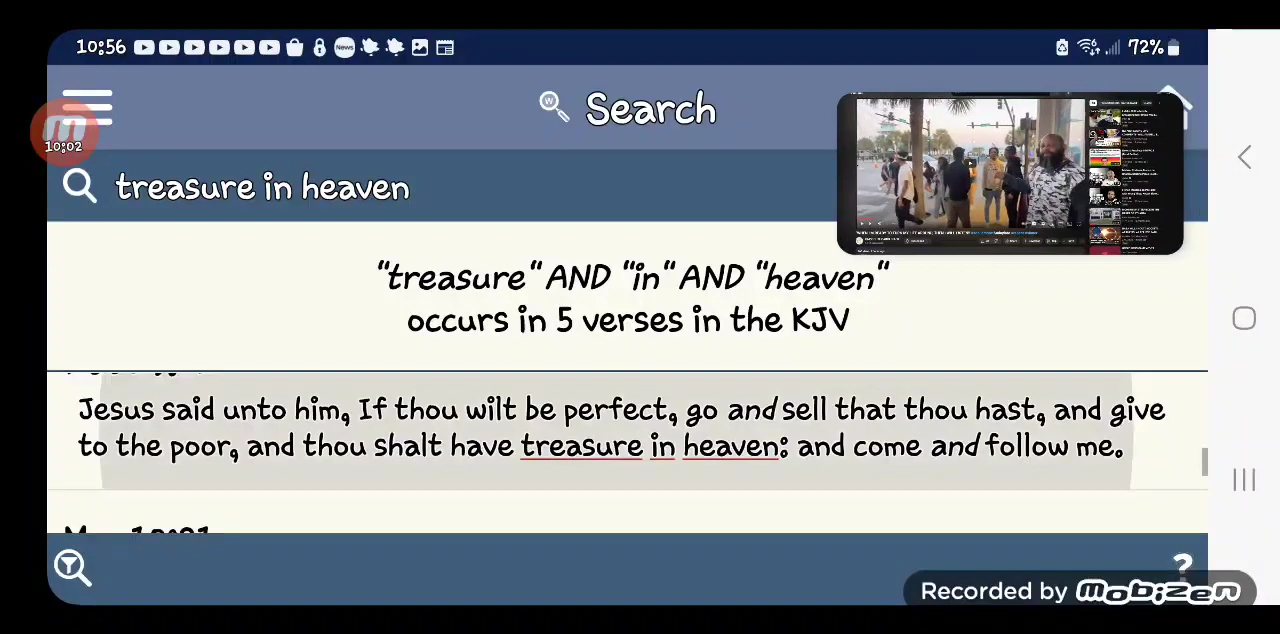 10:56 News 72%
10:02
Search
treasure in heaven
"treasure" AND "in" AND "heaven"
occurs in 5 verses in the KJV
Jesus said unto him, If thou wilt be perfect, go and sell that thou hast, and give
to the poor, and thou shalt have treasure in heaven: and come and follow me.
?
Recorded by mobizen